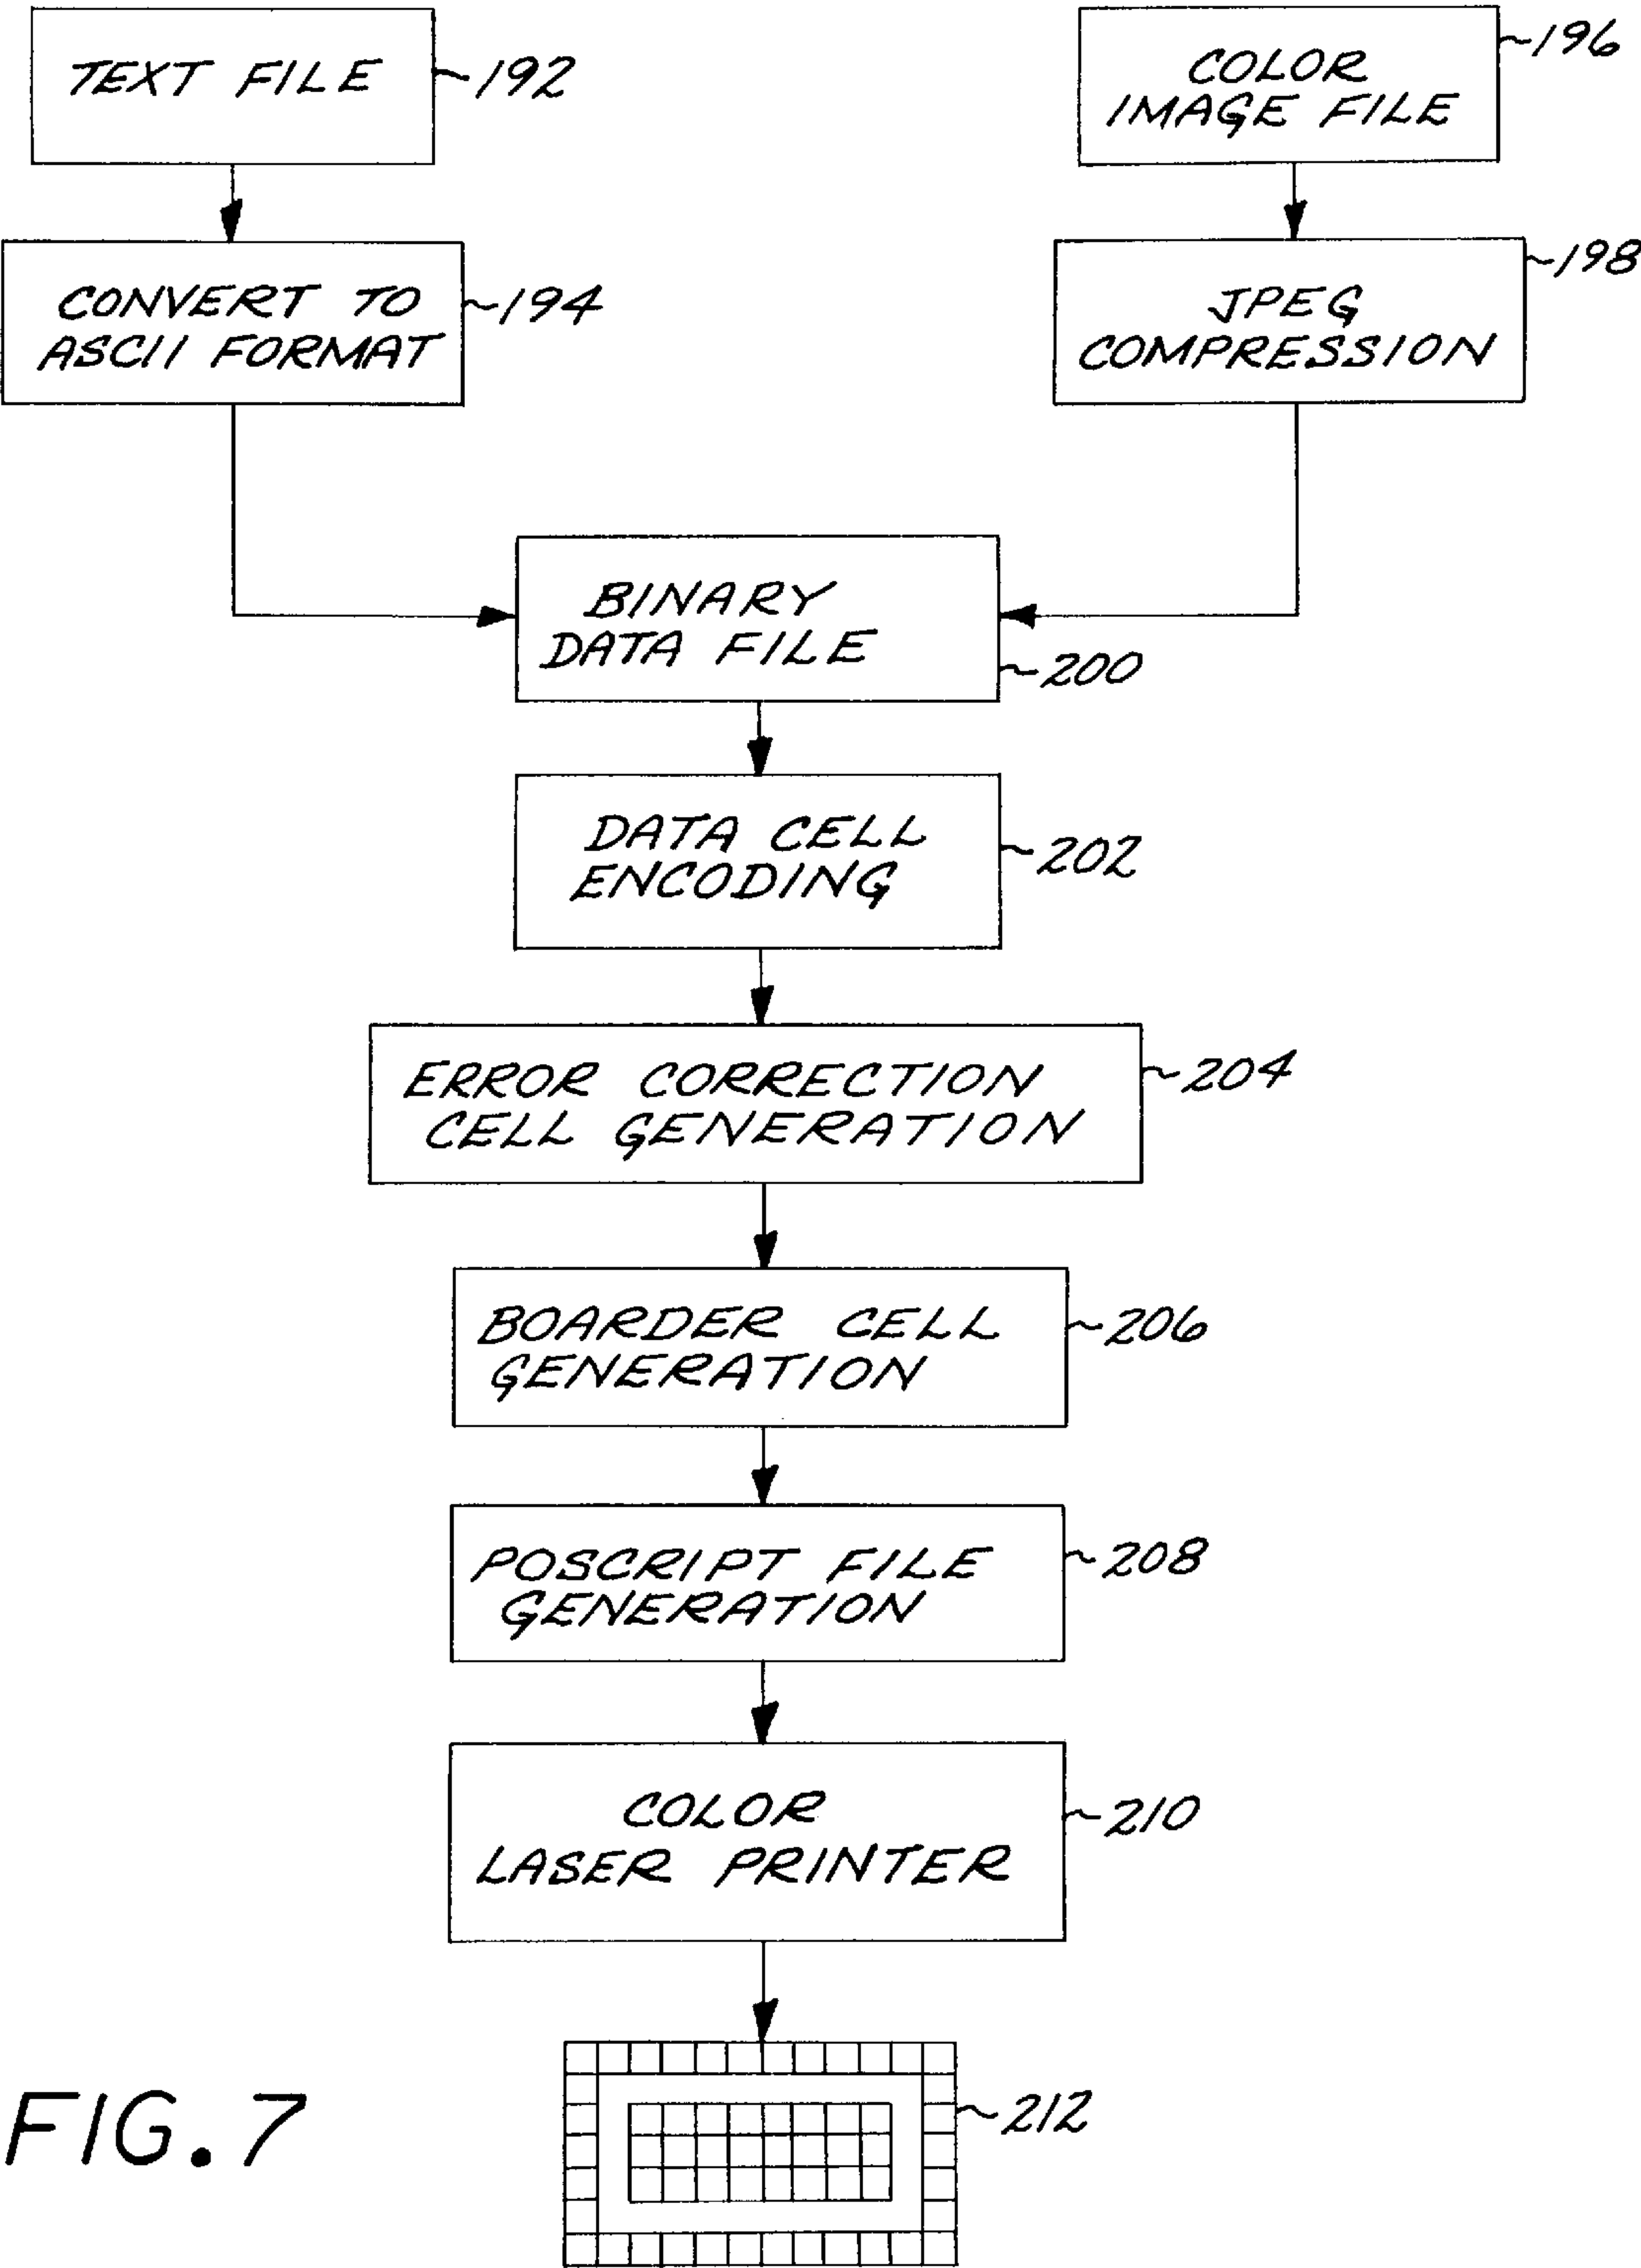 TEXT FILE
192
COLOR
IMAGE FILE
196
CONVERT TO
ASCII FORMAT
194
JPEG
COMPRESSION
198
BINARY
DATA FILE
200
DATA CELL
ENCODING
202
ERROR CORRECTION
CELL GENERATION
204
BOARDER CELL
GENERATION
206
POSCRIPT FILE
GENERATION
208
COLOR
LASER PRINTER
210
212
FIG. 7